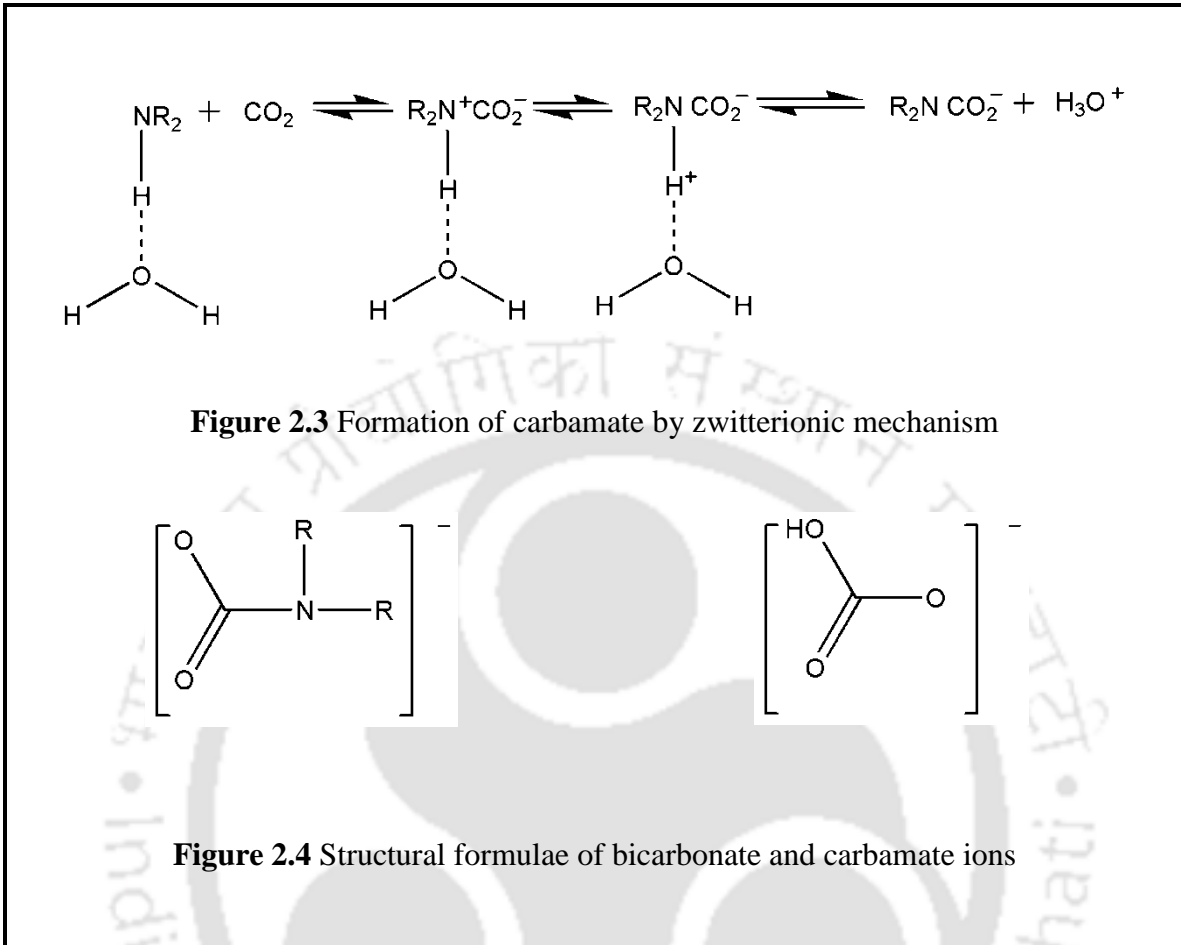 NR2 + CO2 ⇌ R2N+CO2− ⇌ R2N CO2− ⇌ R2N CO2− + H3O+
H H H+
O O O
H H H H H H
Figure 2.3 Formation of carbamate by zwitterionic mechanism
O R − HO −
N R O
O O
Figure 2.4 Structural formulae of bicarbonate and carbamate ions